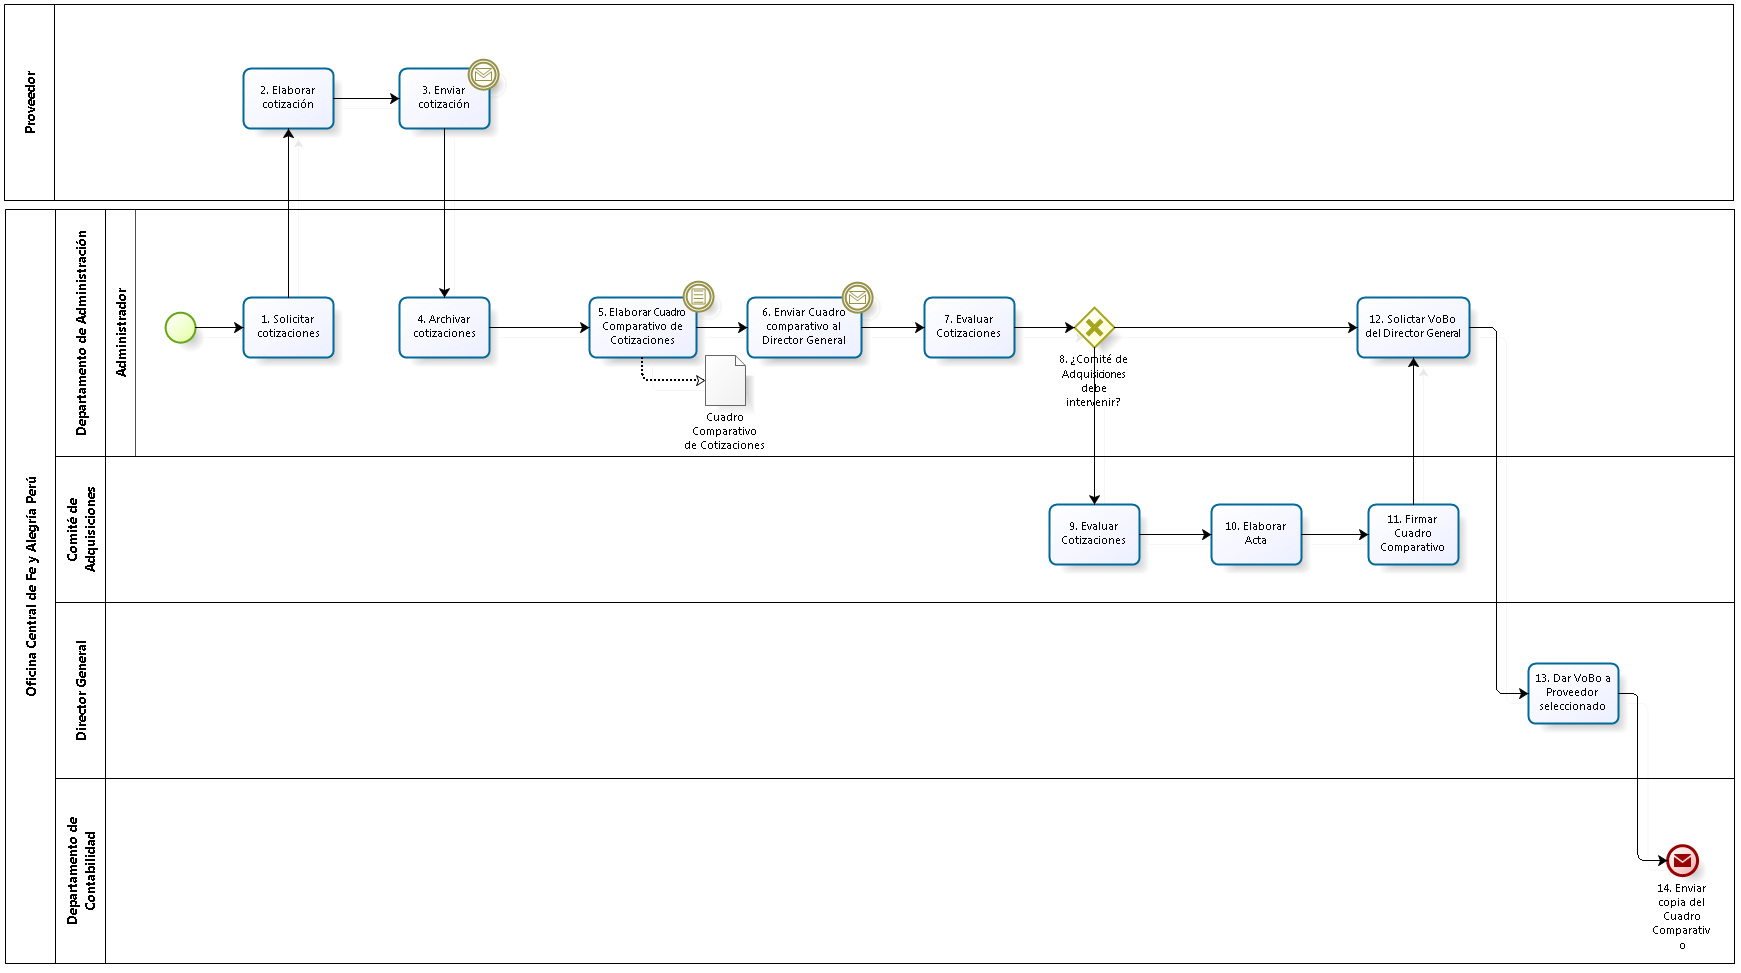 Proveedor
2. Elaborar
cotización
3. Enviar
cotización
Oficina Central de Fe y Alegría Perú
Departamento de Administración
Administrador
1. Solicitar
cotizaciones
4. Archivar
cotizaciones
5. Elaborar Cuadro
Comparativo de
Cotizaciones
Cuadro
Comparativo
de Cotizaciones
6. Enviar Cuadro
comparativo al
Director General
7. Evaluar
Cotizaciones
8. ¿Comité de
Adquisiciones
debe
intervenir?
12. Solictar VoBo
del Director General
Comité de
Adquisiciones
9. Evaluar
Cotizaciones
10. Elaborar
Acta
11. Firmar
Cuadro
Comparativo
Director General
13. Dar VoBo a
Proveedor
seleccionado
Departamento de
Contabilidad
14. Enviar
copia del
Cuadro
Comparativ
o